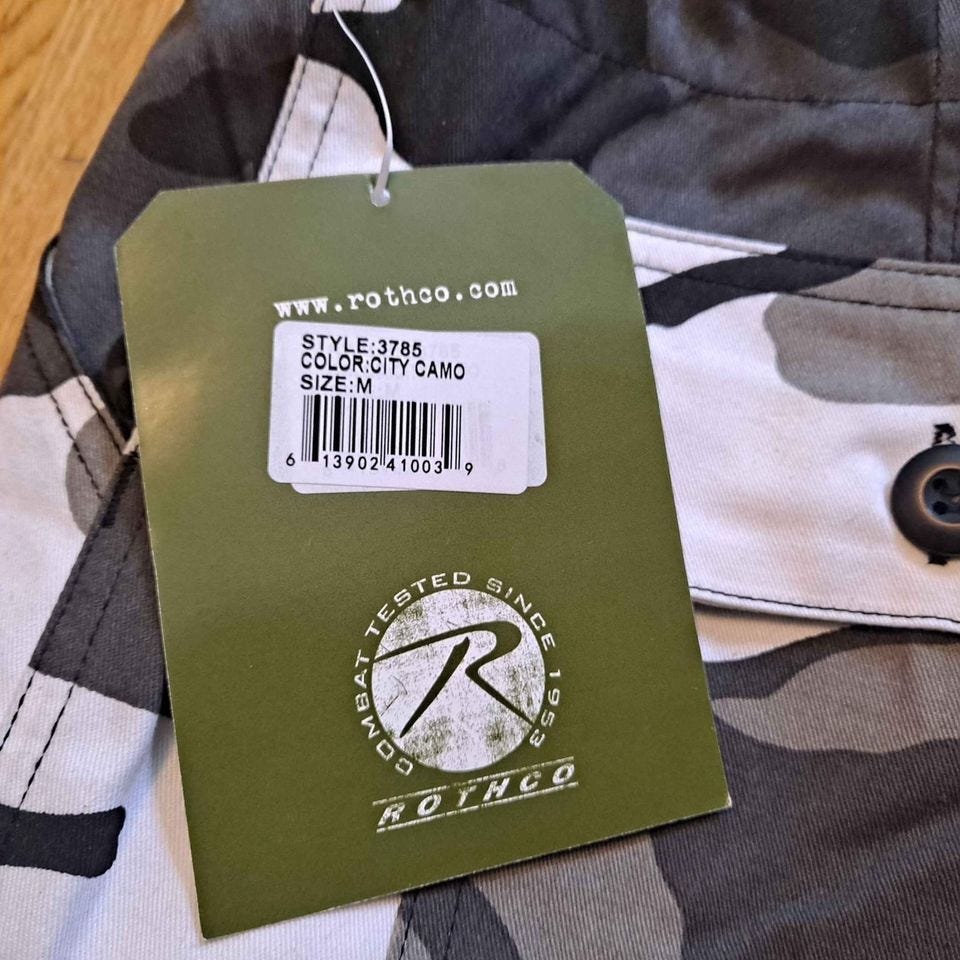 www.rothco.com
STYLE:3785
COLOR:CITY CAMO
SIZE:M
6 13902 41003 9
COMBAT TESTED SINCE 1953
R
ROTHCO